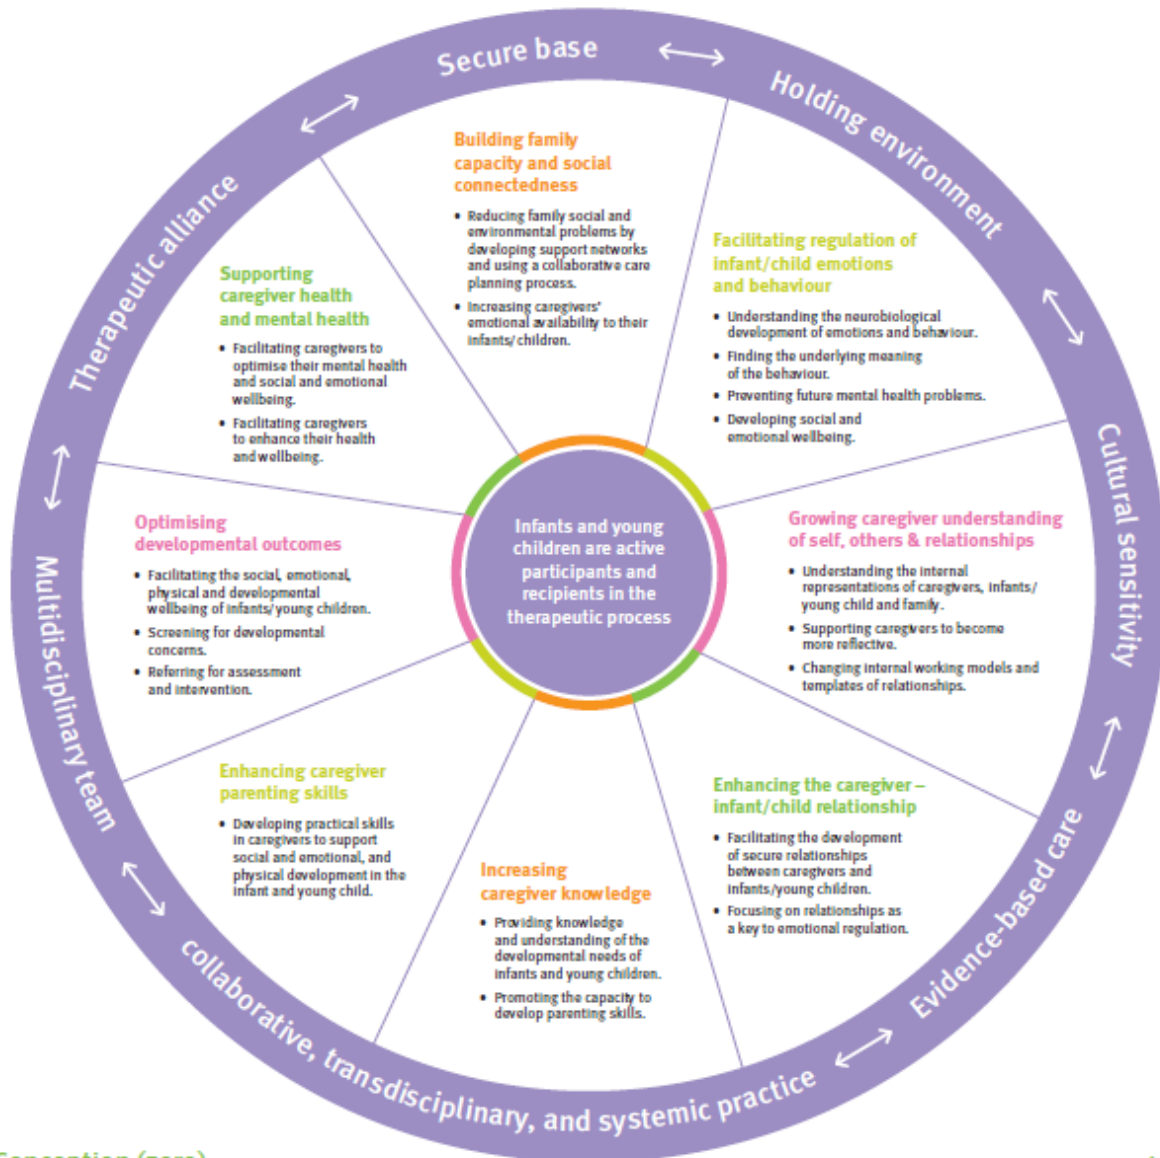 Secure base
Holding environment
Cultural sensitivity
Evidence-based care
collaborative, transdisciplinary, and systemic practice
Multidisciplinary team
Therapeutic alliance
Building family
capacity and social
connectedness
• Reducing family social and
environmental problems by
developing support networks
and using a collaborative care
planning process.
• Increasing caregivers'
emotional availability to their
infants/children.
Facilitating regulation of
infant/child emotions
and behaviour
• Understanding the neurobiological
development of emotions and behaviour.
• Finding the underlying meaning
of the behaviour.
• Preventing future mental health problems.
• Developing social and
emotional wellbeing.
Growing caregiver understanding
of self, others & relationships
• Understanding the internal
representations of caregivers, infants/
young child and family.
• Supporting caregivers to become
more reflective.
• Changing internal working models and
templates of relationships.
Enhancing the caregiver –
infant/child relationship
• Facilitating the development
of secure relationships
between caregivers and
infants/young children.
• Focusing on relationships as
a key to emotional regulation.
Increasing
caregiver knowledge
• Providing knowledge
and understanding of the
developmental needs of
infants and young children.
• Promoting the capacity to
develop parenting skills.
Enhancing caregiver
parenting skills
• Developing practical skills
in caregivers to support
social and emotional, and
physical development in the
infant and young child.
Optimising
developmental outcomes
• Facilitating the social, emotional,
physical and developmental
wellbeing of infants/young children.
• Screening for developmental
concerns.
• Referring for assessment
and intervention.
Supporting
caregiver health
and mental health
• Facilitating caregivers to
optimise their mental health
and social and emotional
wellbeing.
• Facilitating caregivers
to enhance their health
and wellbeing.
Infants and young
children are active
participants and
recipients in the
therapeutic process